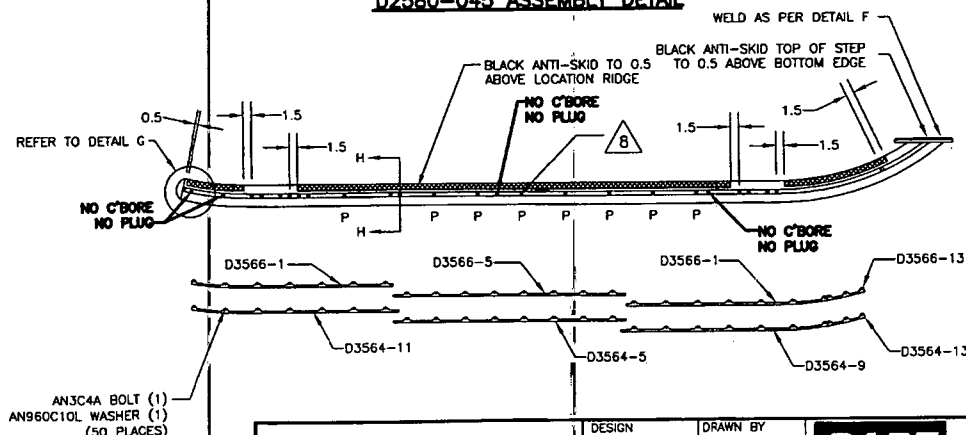 D2580-045 ASSEMBLY DETAIL
WELD AS PER DETAIL F
BLACK ANTI-SKID TO 0.5
ABOVE LOCATION RIDGE
BLACK ANTI-SKID TOP OF STEP
TO 0.5 ABOVE BOTTOM EDGE
NO C'BORE
NO PLUG
0.5
1.5
1.5
1.5
1.5
1.5
REFER TO DETAIL G
8
H
H
NO C'BORE
NO PLUG
P P P P P P P P
NO C'BORE
NO PLUG
D3566-1
D3566-5
D3566-1
D3566-13
D3564-11
D3564-5
D3564-9
D3564-13
AN3C4A BOLT (1)
AN960C10L WASHER (1)
(50 PLACES)
DESIGN
DRAWN BY